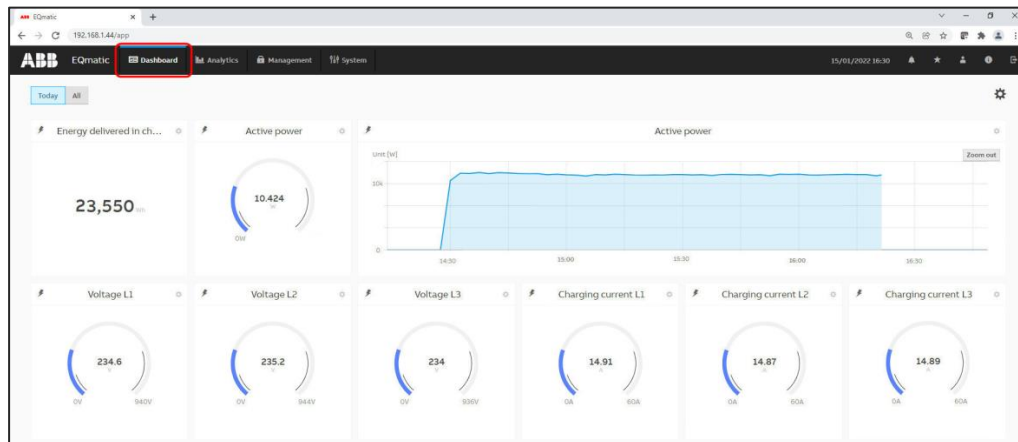 ABB EQmatic
192.168.1.44/app
ABB EQmatic Dashboard Analytics Management System 15/01/2022 16:30
Today All
Energy delivered in ch... Active power Active power
Unit [W] Zoom out
10k
23,550 Wh 10.424 W
0W
0
14:30 15:00 15:30 16:00 16:30
Voltage L1 Voltage L2 Voltage L3 Charging current L1 Charging current L2 Charging current L3
234.6 235.2 234 14.91 14.87 14.89
V V V A A A
0V 940V 0V 944V 0V 936V 0A 60A 0A 60A 0A 60A